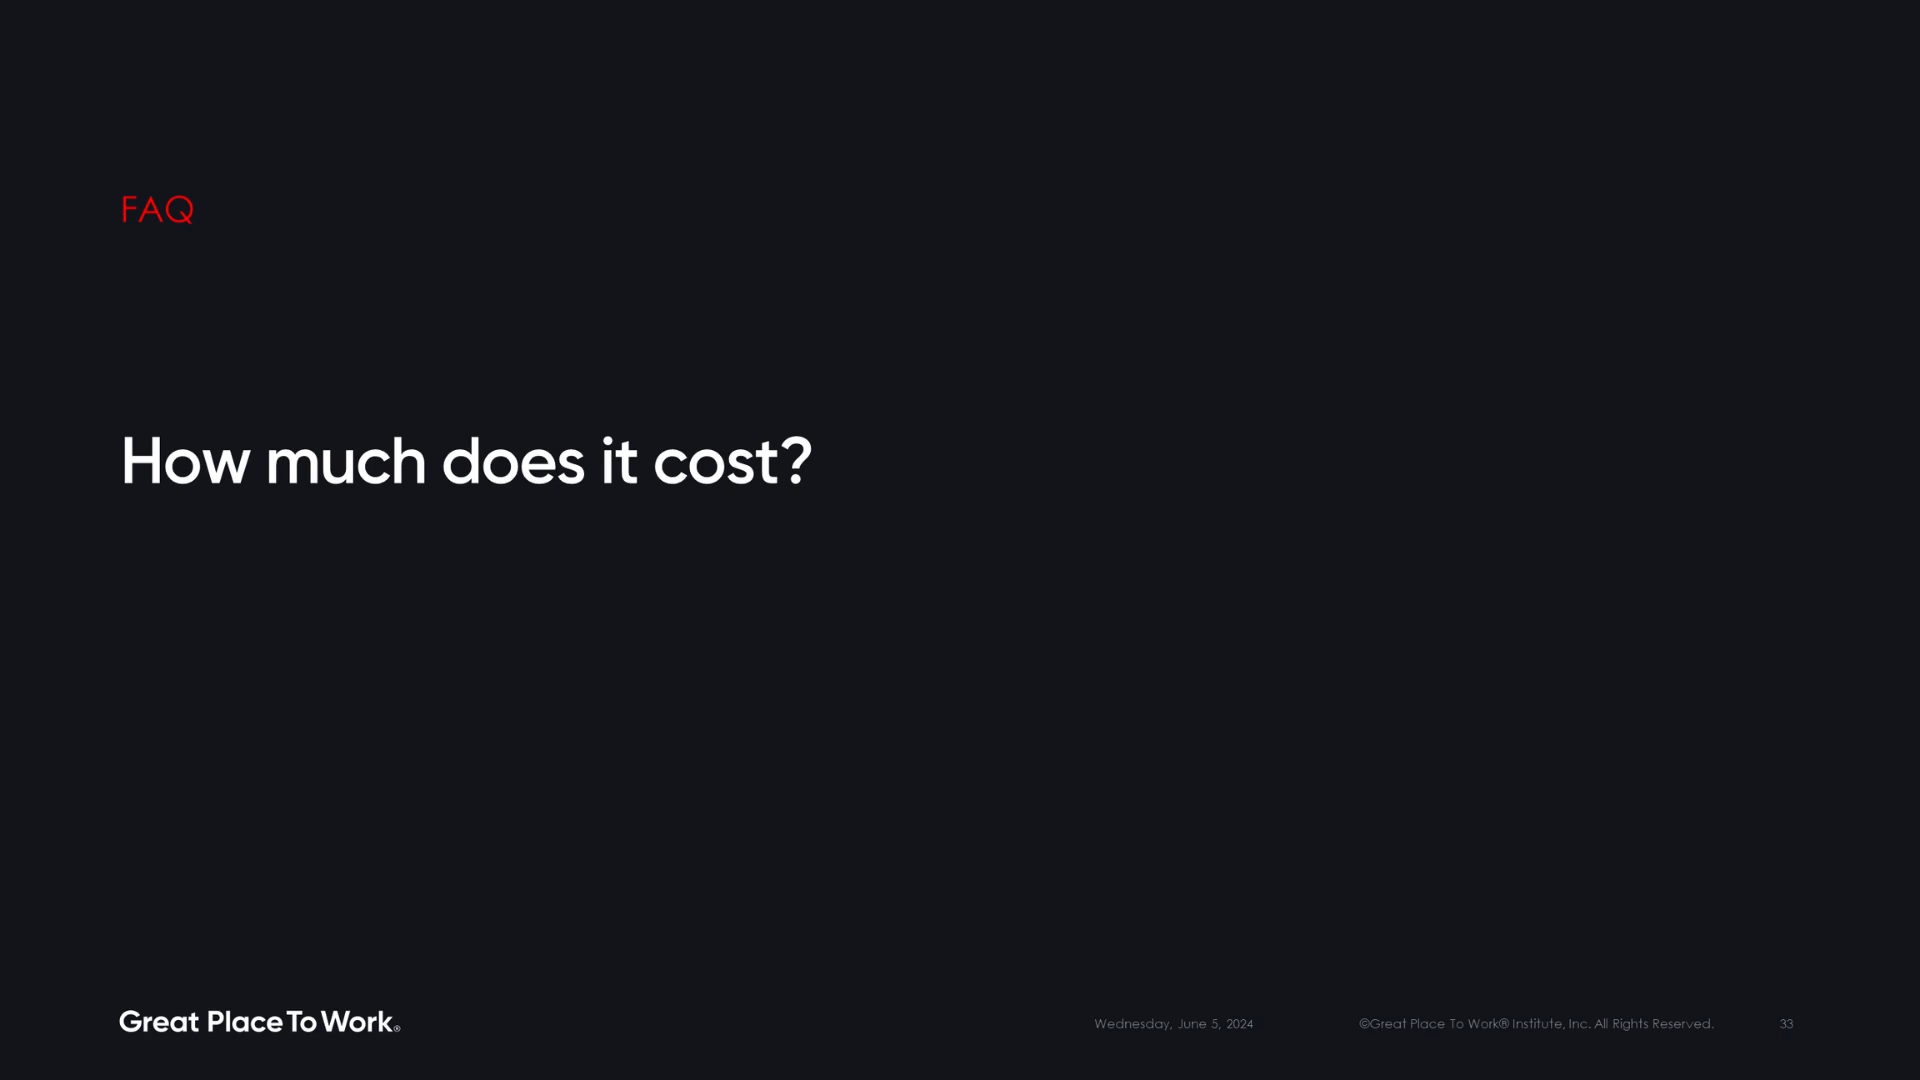 FAQ
How much does it cost?
Great Place To Work®
Wednesday, June 5, 2024
©Great Place To Work® Institute, Inc. All Rights Reserved.
33